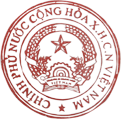 CHÍNH PHỦ NƯỚC CỘNG HÒA X.H.C.N VIỆT NAM